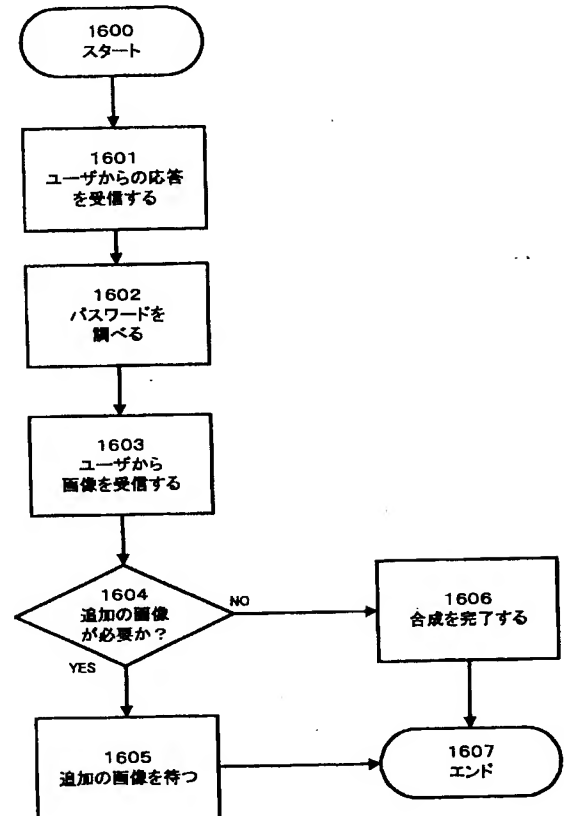 1600
スタート
1601
ユーザからの応答
を受信する
1602
パスワードを
調べる
1603
ユーザから
画像を受信する
1604
追加の画像
が必要か?
NO
YES
1606
合成を完了する
1605
追加の画像を待つ
1607
エンド